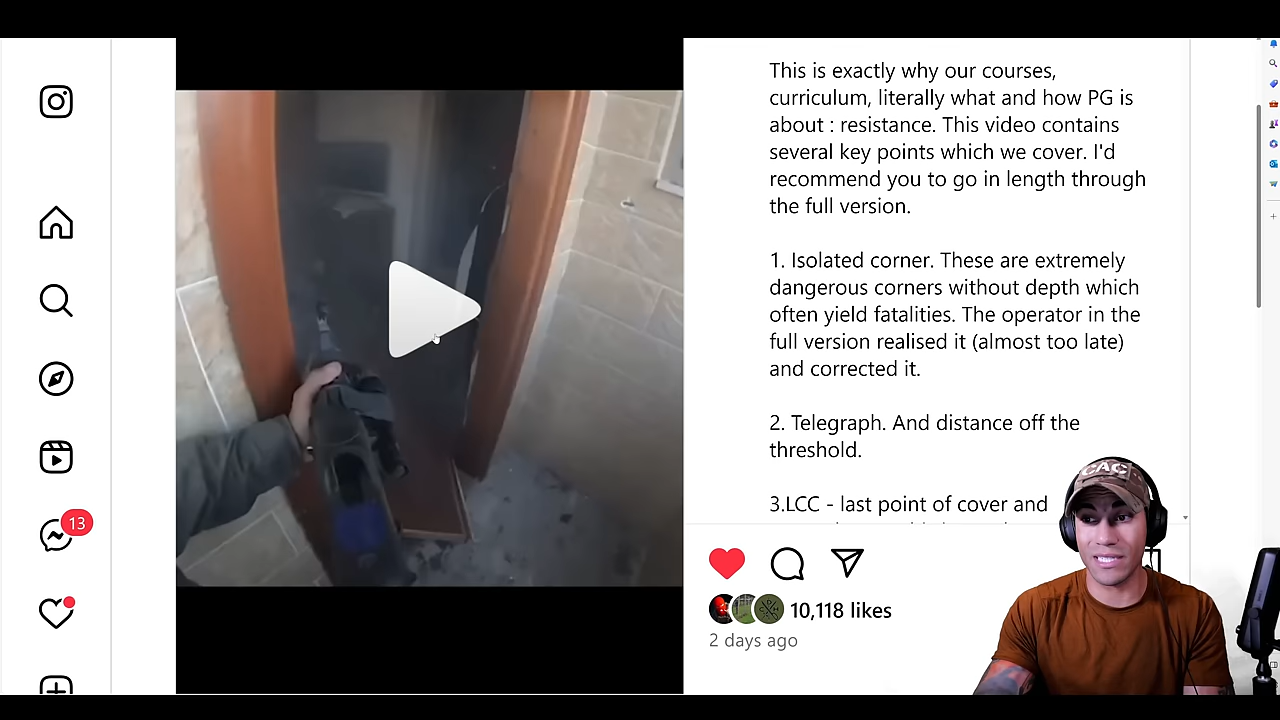 This is exactly why our courses,
curriculum, literally what and how PG is
about : resistance. This video contains
several key points which we cover. I'd
recommend you to go in length through
the full version.
1. Isolated corner. These are extremely
dangerous corners without depth which
often yield fatalities. The operator in the
full version realised it (almost too late)
and corrected it.
2. Telegraph. And distance off the
threshold.
3.LCC - last point of cover and
13
CAC
10,118 likes
2 days ago